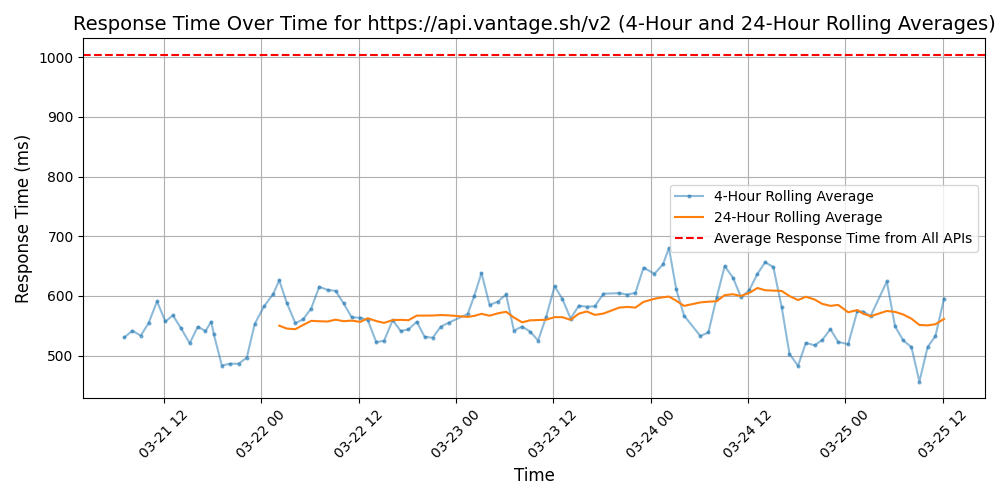 Response Time Over Time for https://api.vantage.sh/v2 (4-Hour and 24-Hour Rolling Averages)
Response Time (ms)
1000
900
800
700
600
500
4-Hour Rolling Average
24-Hour Rolling Average
Average Response Time from All APIs
03-21 12
03-22 00
03-22 12
03-23 00
03-23 12
03-24 00
03-24 12
03-25 00
03-25 12
Time